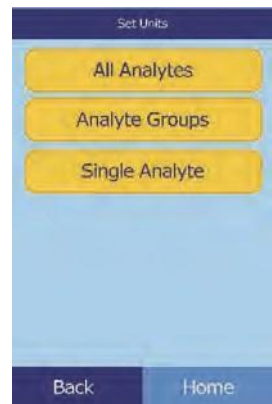 Set Units
All Analytes
Analyte Groups
Single Analyte
Back Home